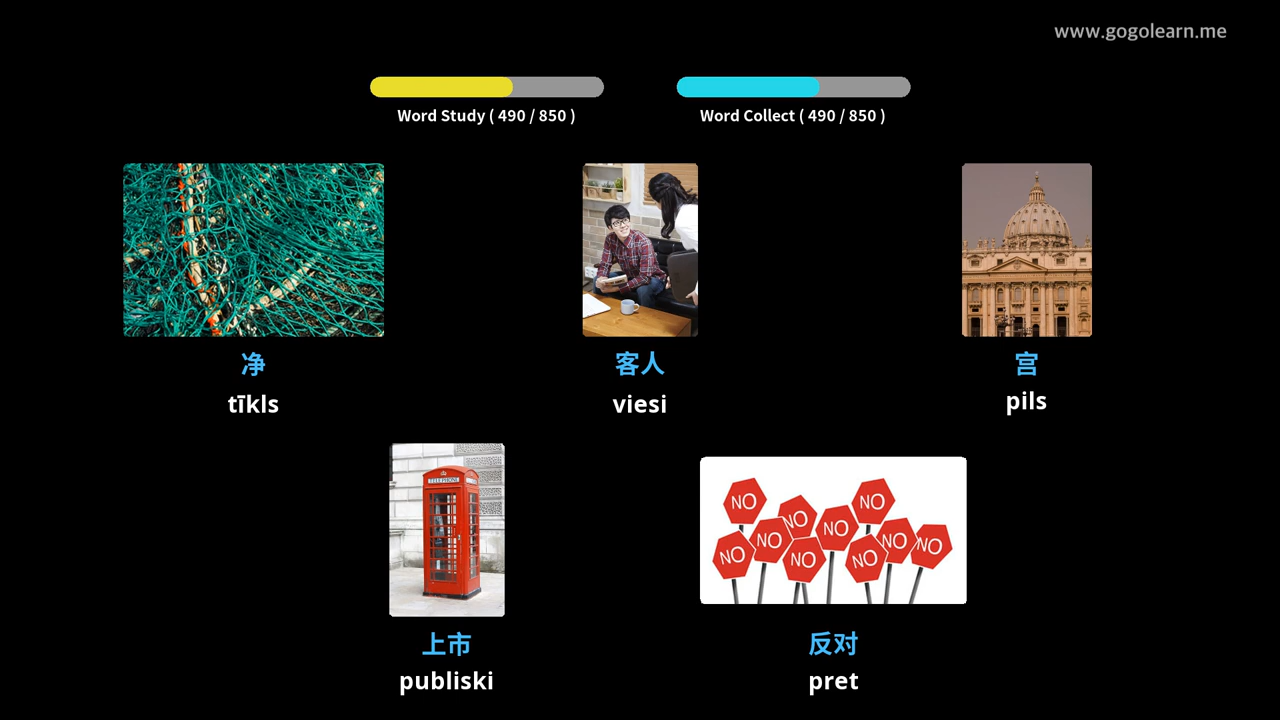 www.gogolearn.me
Word Study ( 490 / 850 )
Word Collect ( 490 / 850 )
净
客人
宫
tīkls
viesi
pils
TELEPHONE
NO
NO
NO
NO
NO
NO
NO
NO
NO
NO
上市
反对
publiski
pret